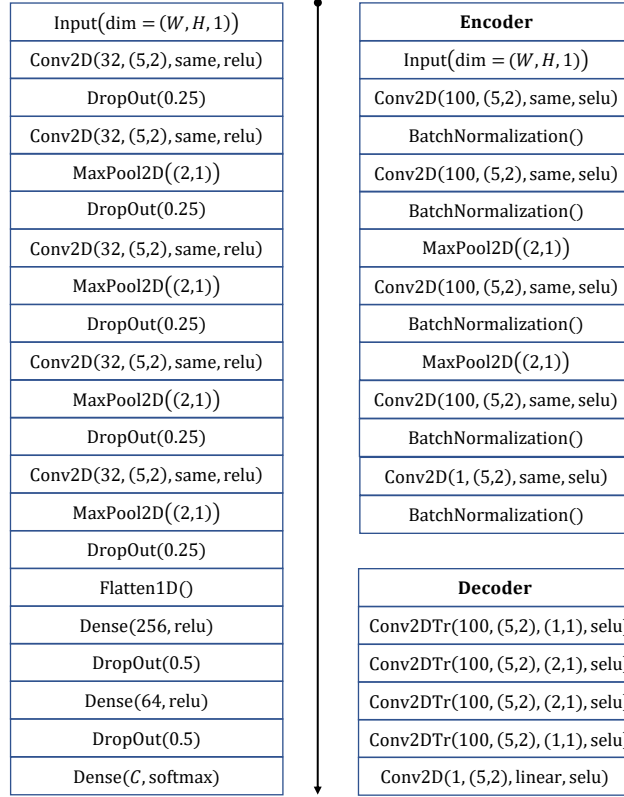 Input(dim = (W, H, 1))
Conv2D(32, (5,2), same, relu)
DropOut(0.25)
Conv2D(32, (5,2), same, relu)
MaxPool2D((2,1))
DropOut(0.25)
Conv2D(32, (5,2), same, relu)
MaxPool2D((2,1))
DropOut(0.25)
Conv2D(32, (5,2), same, relu)
MaxPool2D((2,1))
DropOut(0.25)
Conv2D(32, (5,2), same, relu)
MaxPool2D((2,1))
DropOut(0.25)
Flatten1D()
Dense(256, relu)
DropOut(0.5)
Dense(64, relu)
DropOut(0.5)
Dense(C, softmax)
Encoder
Input(dim = (W, H, 1))
Conv2D(100, (5,2), same, selu)
BatchNormalization()
Conv2D(100, (5,2), same, selu)
BatchNormalization()
MaxPool2D((2,1))
Conv2D(100, (5,2), same, selu)
BatchNormalization()
MaxPool2D((2,1))
Conv2D(100, (5,2), same, selu)
BatchNormalization()
Conv2D(1, (5,2), same, selu)
BatchNormalization()
Decoder
Conv2DTr(100, (5,2), (1,1), selu)
Conv2DTr(100, (5,2), (2,1), selu)
Conv2DTr(100, (5,2), (2,1), selu)
Conv2DTr(100, (5,2), (1,1), selu)
Conv2D(1, (5,2), linear, selu)